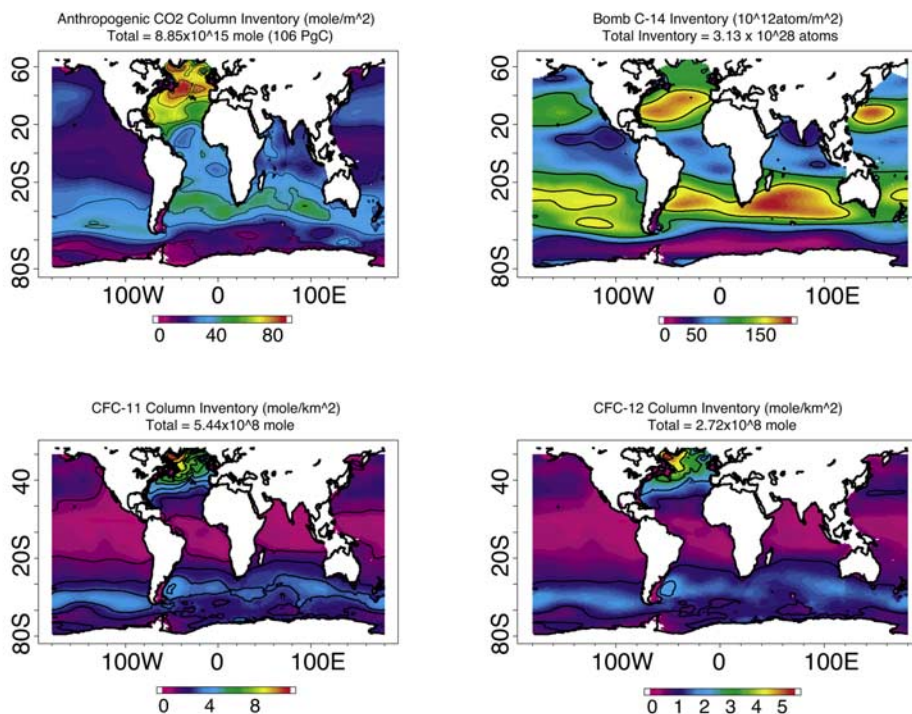 Anthropogenic CO2 Column Inventory (mole/m^2)
Total = 8.85x10^15 mole (106 PgC)
60
20
20S
80S
100W 0 100E
0 40 80
Bomb C-14 Inventory (10^12atom/m^2)
Total Inventory = 3.13 x 10^28 atoms
60
20
20S
80S
100W 0 100E
0 50 150
CFC-11 Column Inventory (mole/km^2)
Total = 5.44x10^8 mole
40
20S
80S
100W 0 100E
0 4 8
CFC-12 Column Inventory (mole/km^2)
Total = 2.72x10^8 mole
40
20S
80S
100W 0 100E
0 1 2 3 4 5